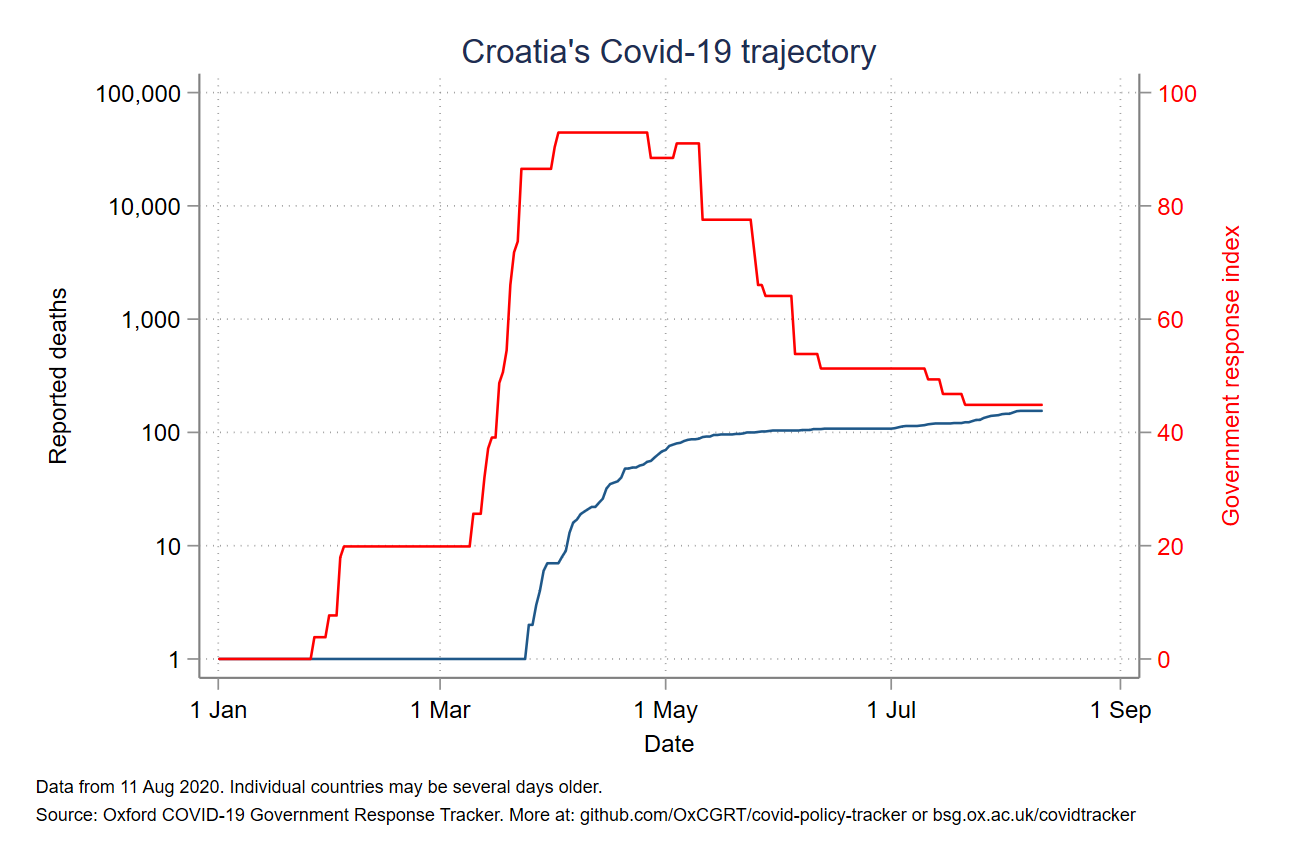 Croatia's Covid-19 trajectory
100,000
10,000
1,000
100
10
1
Reported deaths
100
80
60
40
20
0
Government response index
1 Jan 1 Mar 1 May 1 Jul 1 Sep
Date
Data from 11 Aug 2020. Individual countries may be several days older.
Source: Oxford COVID-19 Government Response Tracker. More at: github.com/OxCGRT/covid-policy-tracker or bsg.ox.ac.uk/covidtracker